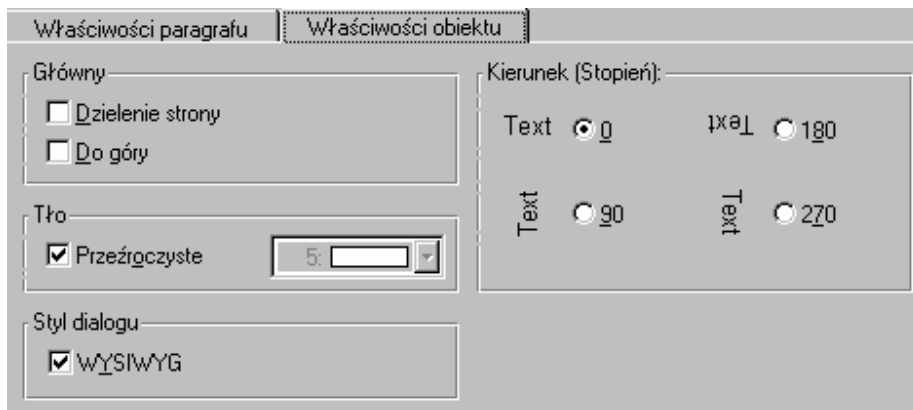 Właściwości paragrafu
Właściwości obiektu
Główny
Dzielenie strony
Do góry
Tło
Przeźroczyste
5:
Styl dialogu
WYSIWYG
Kierunek (Stopień):
Text 0
Text 180
Text 90
Text 270